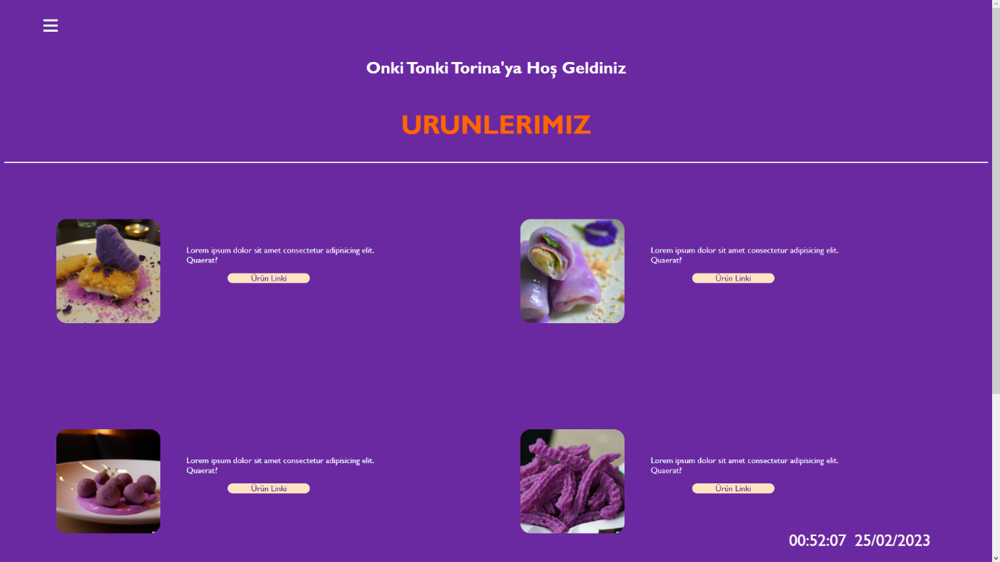 Onki Tonki Torina'ya Hoş Geldiniz
URUNLERIMIZ
Lorem ipsum dolor sit amet consectetur adipisicing elit.
Quaerat?
Ürün Linki
Lorem ipsum dolor sit amet consectetur adipisicing elit.
Quaerat?
Ürün Linki
Lorem ipsum dolor sit amet consectetur adipisicing elit.
Quaerat?
Ürün Linki
Lorem ipsum dolor sit amet consectetur adipisicing elit.
Quaerat?
Ürün Linki
00:52:07 25/02/2023